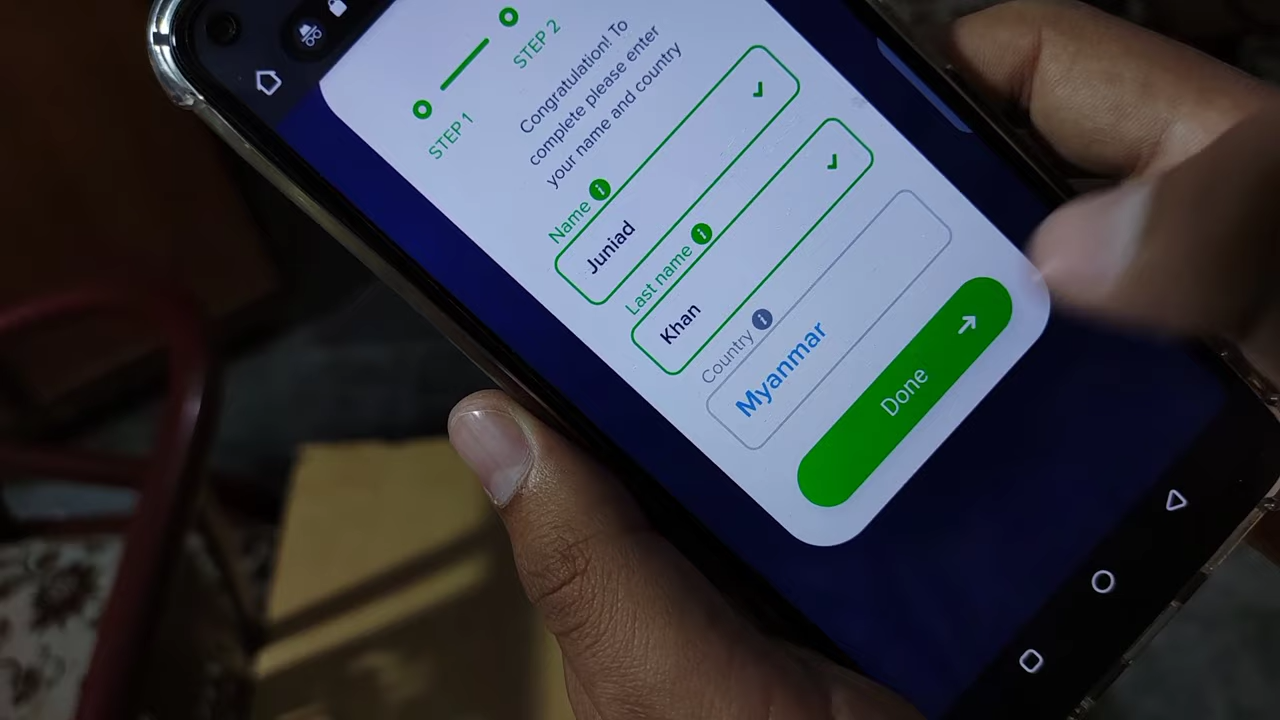 STEP 1
STEP 2
Congratulation! To
complete please enter
your name and country
Name
Juniad
Last name
Khan
Country
Myanmar
Done